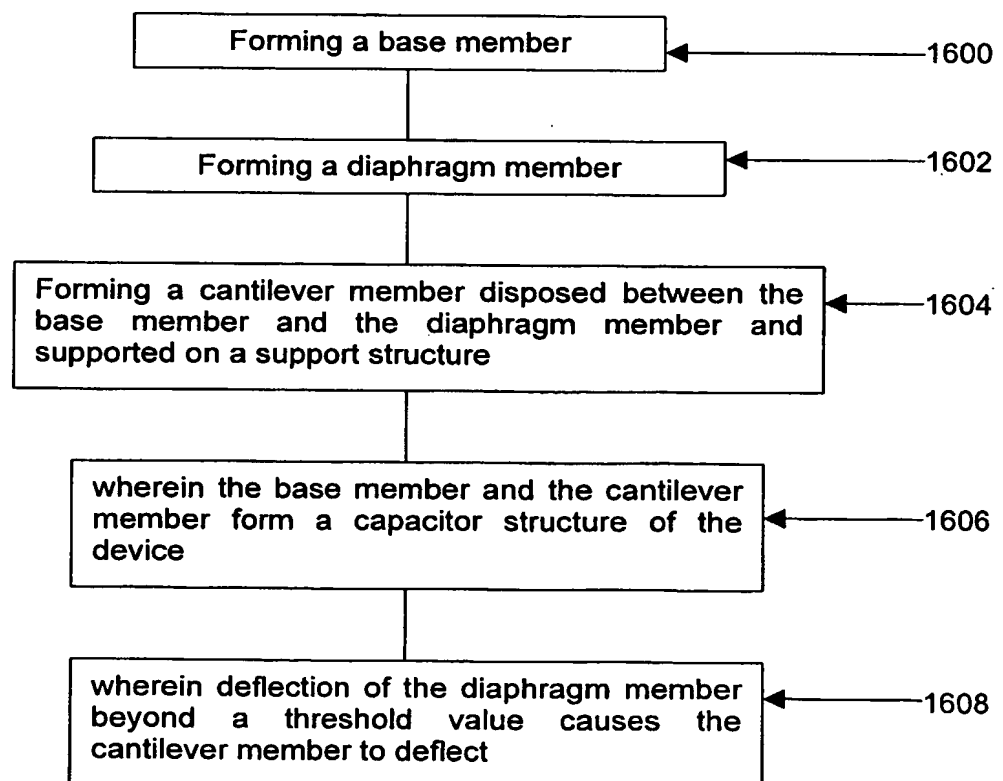 Forming a base member
1600
Forming a diaphragm member
1602
Forming a cantilever member disposed between the
base member and the diaphragm member and
supported on a support structure
1604
wherein the base member and the cantilever
member form a capacitor structure of the
device
1606
wherein deflection of the diaphragm member
beyond a threshold value causes the
cantilever member to deflect
1608